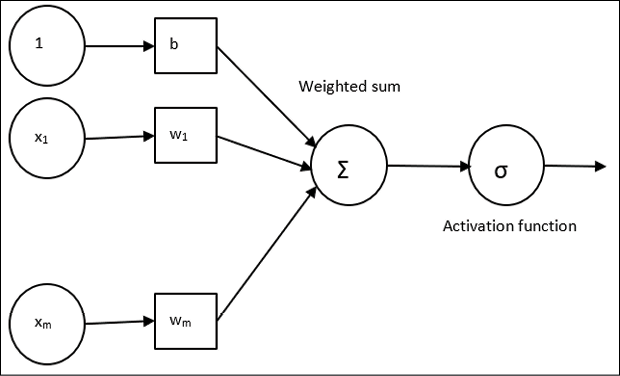 1
b
Weighted sum
x₁
w₁
Σ
σ
Activation function
xₘ
wₘ